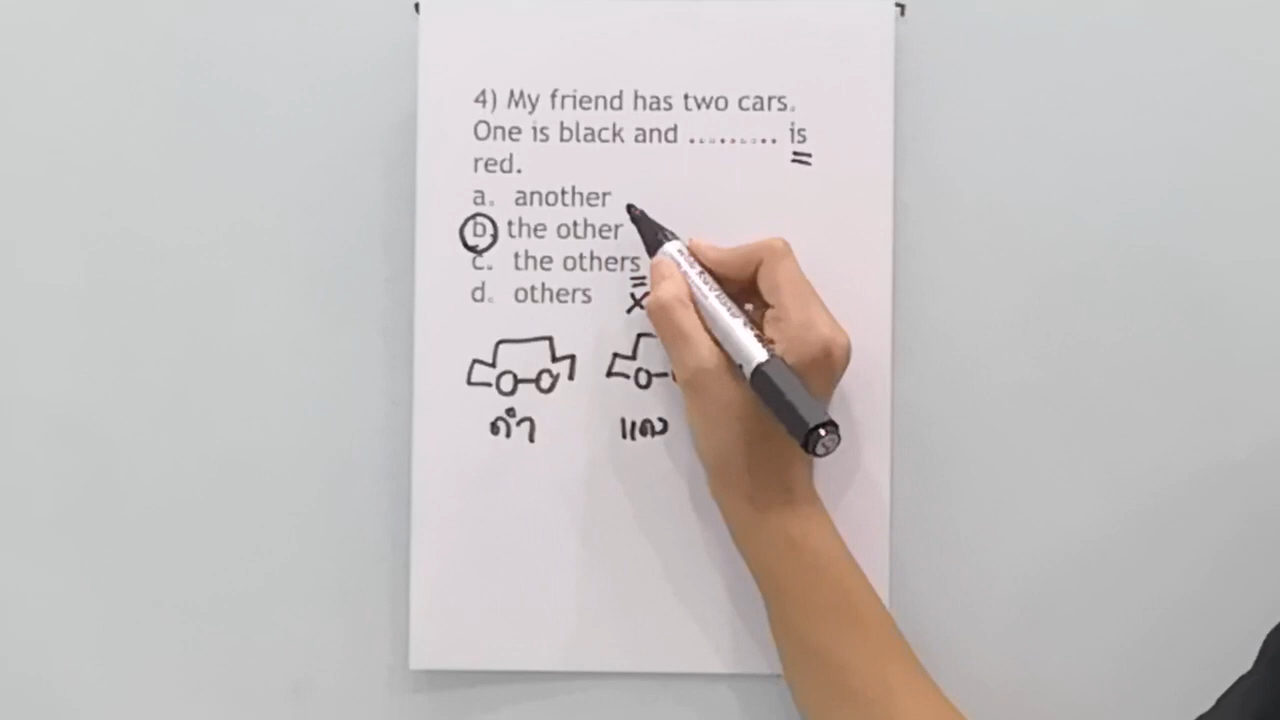 4) My friend has two cars.
One is black and ......... is
red.
a. another
b. the other
c. the others
d. others
x
ดำ
แดง